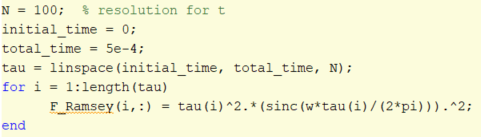 N = 100;  % resolution for t
initial_time = 0;
total_time = 5e-4;
tau = linspace(initial_time, total_time, N);
for i = 1:length(tau)
      F_Ramsey(i,:) = tau(i)^2.*(sinc(w*tau(i)/(2*pi))).^2;
end